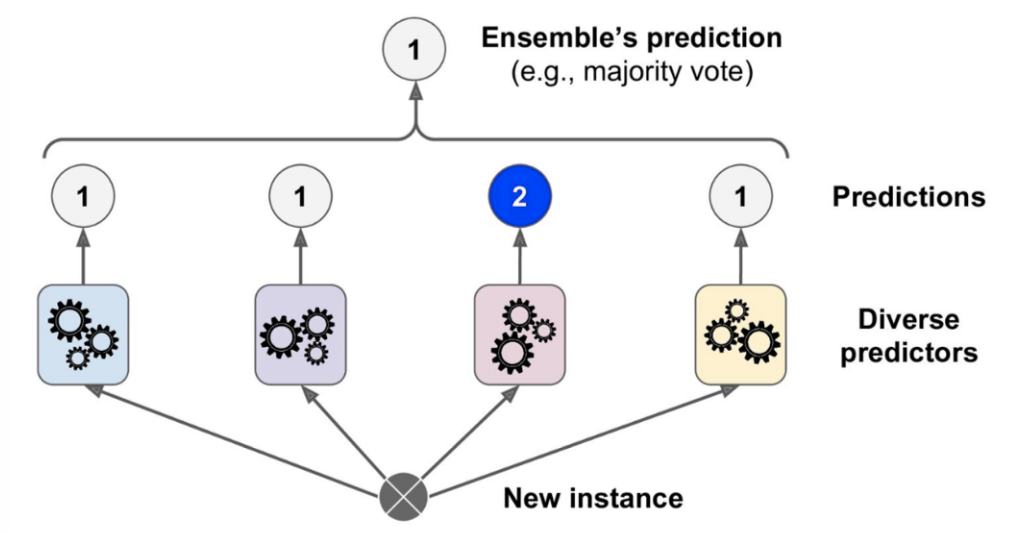 1
Ensemble's prediction
(e.g., majority vote)
1
1
2
1
Predictions
Diverse
predictors
New instance